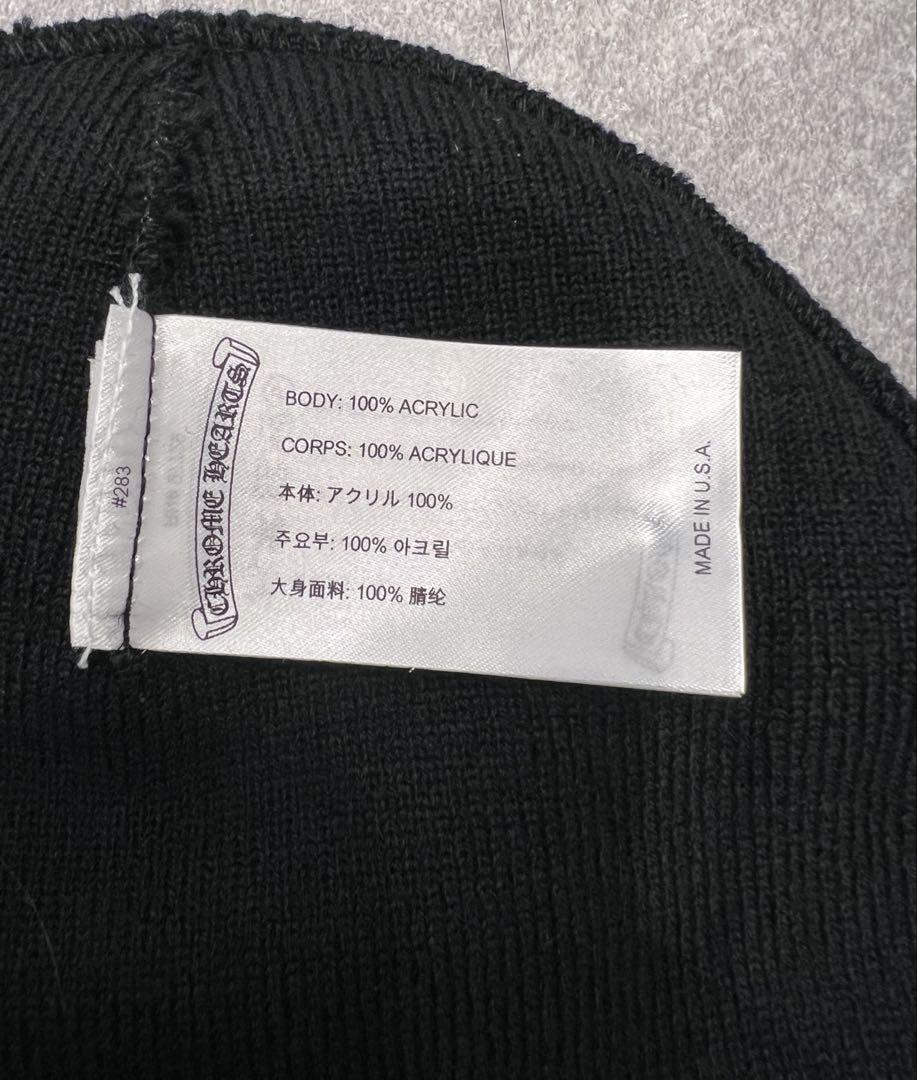 CHROME HEARTS
BODY: 100% ACRYLIC
CORPS: 100% ACRYLIQUE
本体: アクリル 100%
주요부: 100% 아크릴
大身面料: 100% 腈纶
MADE IN U.S.A.
#283